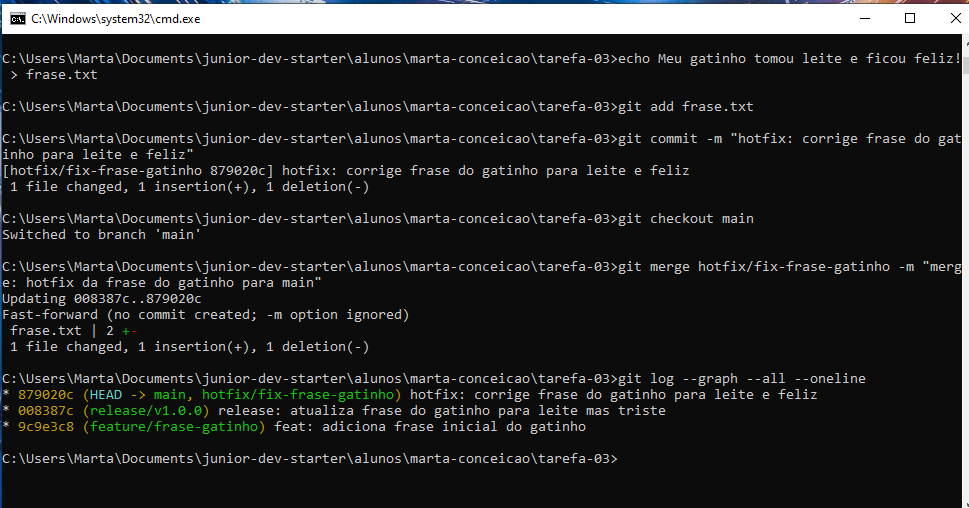 C:\Windows\system32\cmd.exe
C:\Users\Marta\Documents\junior-dev-starter\alunos\marta-conceicao\tarefa-03>echo Meu gatinho tomou leite e ficou feliz!
 > frase.txt
C:\Users\Marta\Documents\junior-dev-starter\alunos\marta-conceicao\tarefa-03>git add frase.txt
C:\Users\Marta\Documents\junior-dev-starter\alunos\marta-conceicao\tarefa-03>git commit -m "hotfix: corrige frase do gat
inho para leite e feliz"
[hotfix/fix-frase-gatinho 879020c] hotfix: corrige frase do gatinho para leite e feliz
 1 file changed, 1 insertion(+), 1 deletion(-)
C:\Users\Marta\Documents\junior-dev-starter\alunos\marta-conceicao\tarefa-03>git checkout main
Switched to branch 'main'
C:\Users\Marta\Documents\junior-dev-starter\alunos\marta-conceicao\tarefa-03>git merge hotfix/fix-frase-gatinho -m "merg
e: hotfix da frase do gatinho para main"
Updating 008387c..879020c
Fast-forward (no commit created; -m option ignored)
 frase.txt | 2 +-
 1 file changed, 1 insertion(+), 1 deletion(-)
C:\Users\Marta\Documents\junior-dev-starter\alunos\marta-conceicao\tarefa-03>git log --graph --all --oneline
* 879020c (HEAD -> main, hotfix/fix-frase-gatinho) hotfix: corrige frase do gatinho para leite e feliz
* 008387c (release/v1.0.0) release: atualiza frase do gatinho para leite mas triste
* 9c9e3c8 (feature/frase-gatinho) feat: adiciona frase inicial do gatinho
C:\Users\Marta\Documents\junior-dev-starter\alunos\marta-conceicao\tarefa-03>